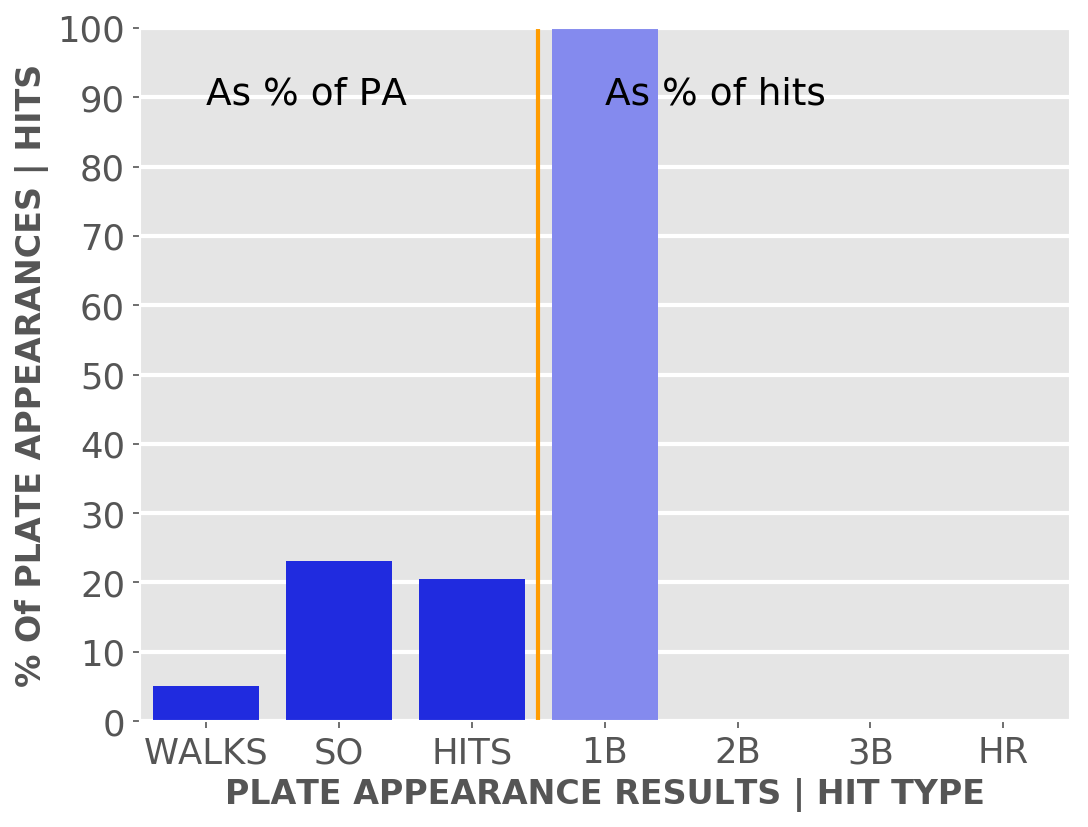 100
90
80
70
60
50
40
30
20
10
0
% Of PLATE APPEARANCES | HITS
As % of PA
As % of hits
WALKS SO HITS 1B 2B 3B HR
PLATE APPEARANCE RESULTS | HIT TYPE